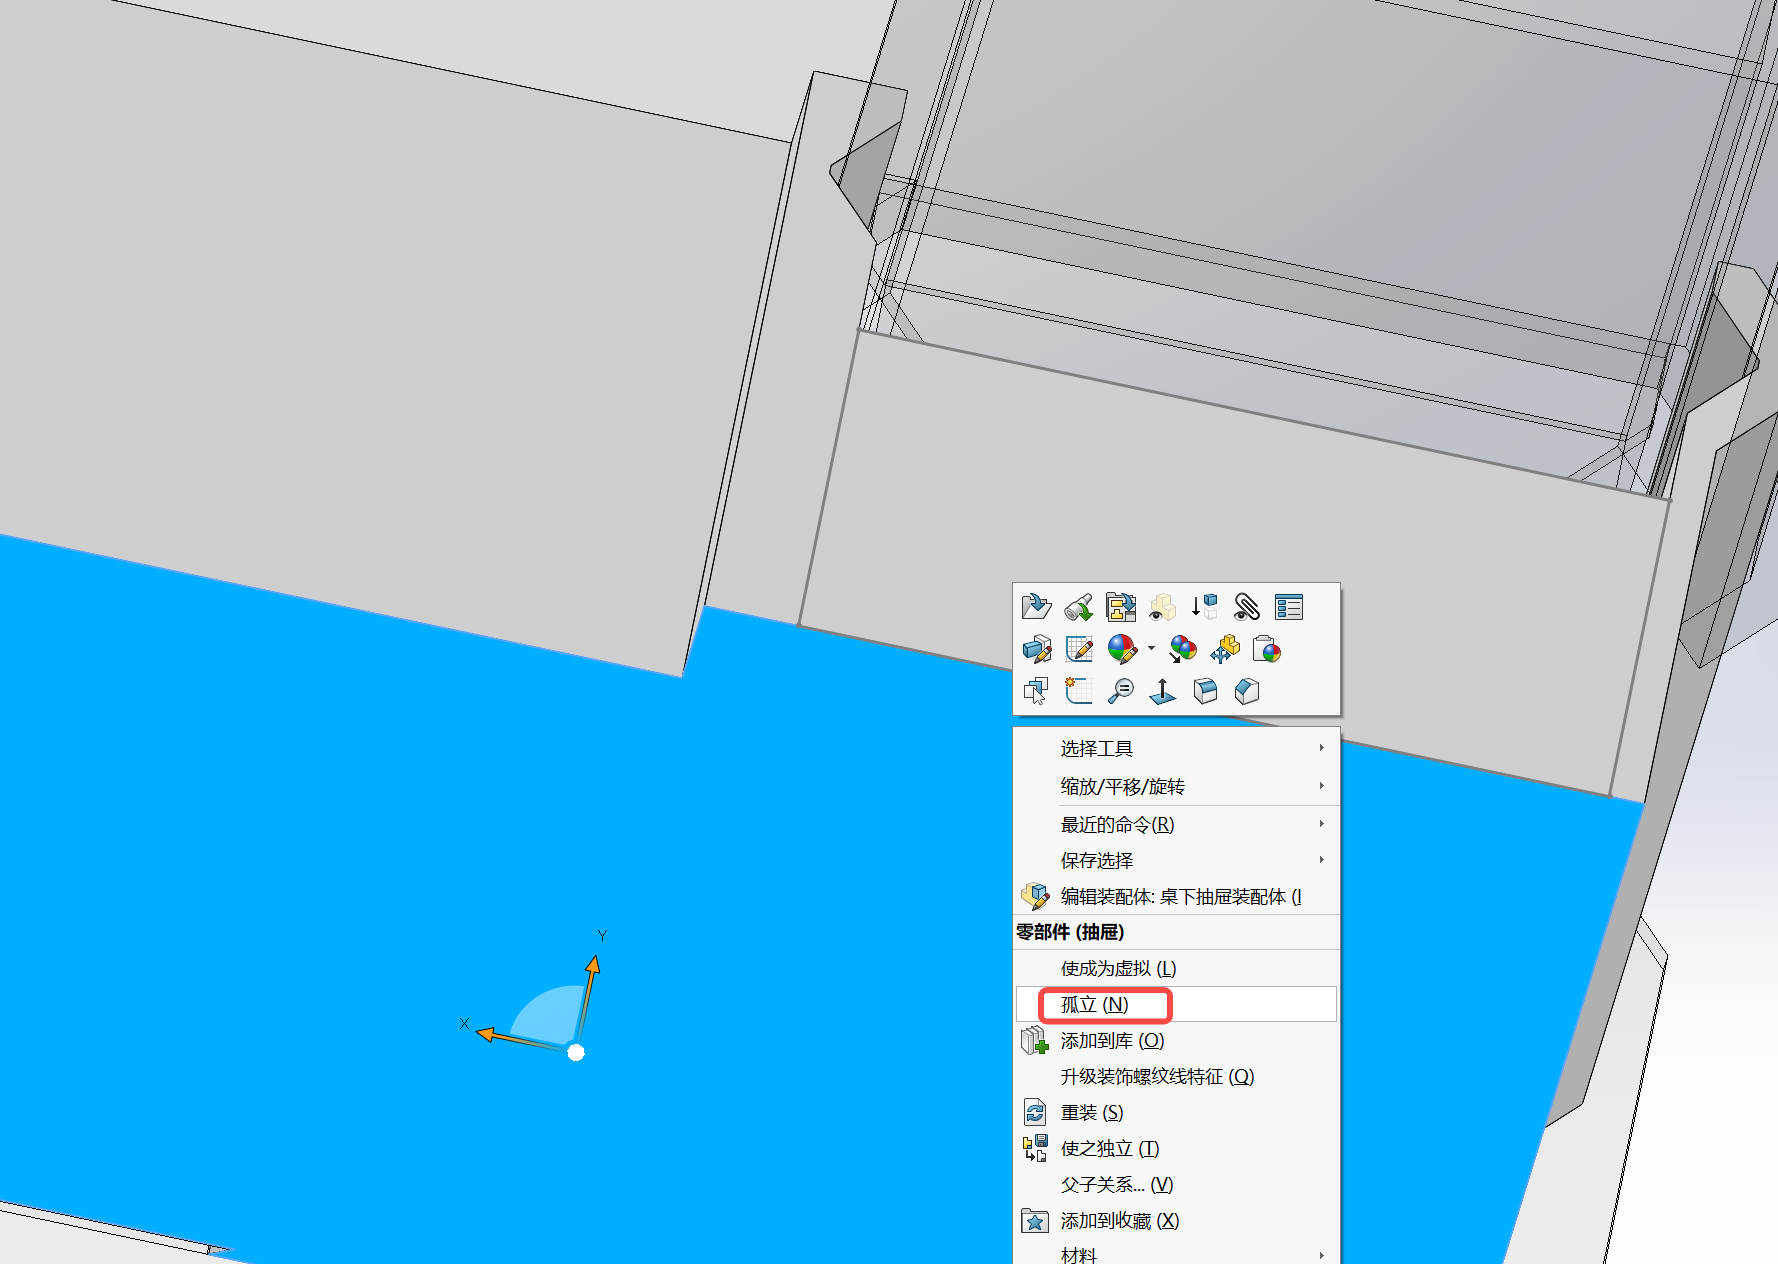 选择工具
缩放/平移/旋转
最近的命令(R)
保存选择
编辑装配体: 桌下抽屉装配体 (I
零部件 (抽屉)
使成为虚拟 (L)
孤立 (N)
添加到库 (O)
升级装饰螺纹线特征 (Q)
重装 (S)
使之独立 (T)
父子关系... (V)
添加到收藏 (X)
材料
Y
X